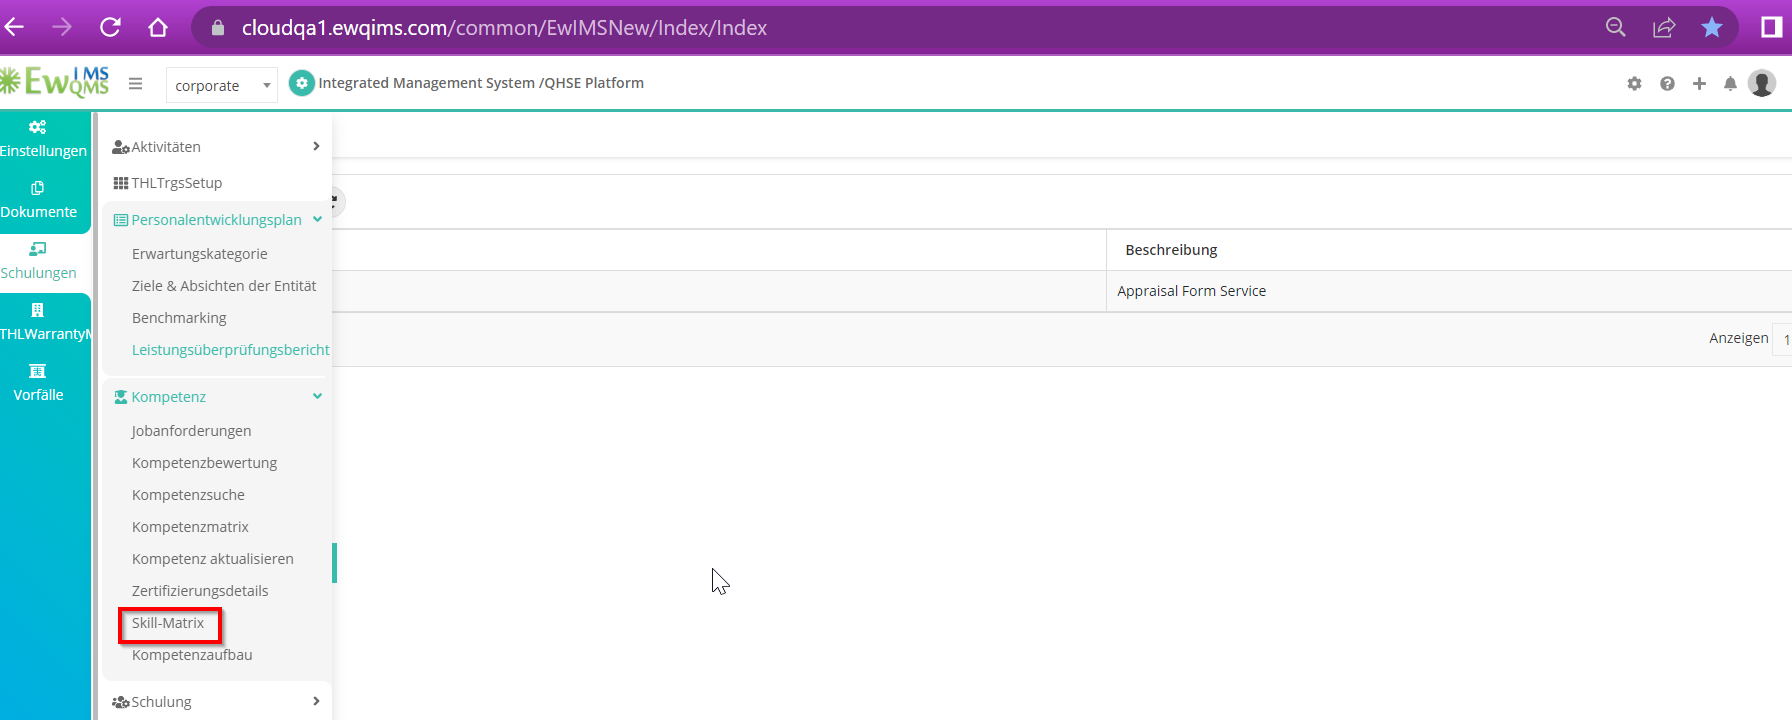 cloudqa1.ewqims.com/common/EwIMSNew/Index/Index
EwIMS
QMS
corporate
Integrated Management System /QHSE Platform
Einstellungen
Dokumente
Schulungen
THLWarrantyM
Vorfälle
Aktivitäten
THLTrgsSetup
Personalentwicklungsplan
Erwartungskategorie
Ziele & Absichten der Entität
Benchmarking
Leistungsüberprüfungsbericht
Kompetenz
Jobanforderungen
Kompetenzbewertung
Kompetenzsuche
Kompetenzmatrix
Kompetenz aktualisieren
Zertifizierungsdetails
Skill-Matrix
Kompetenzaufbau
Schulung
Beschreibung
Appraisal Form Service
Anzeigen 1